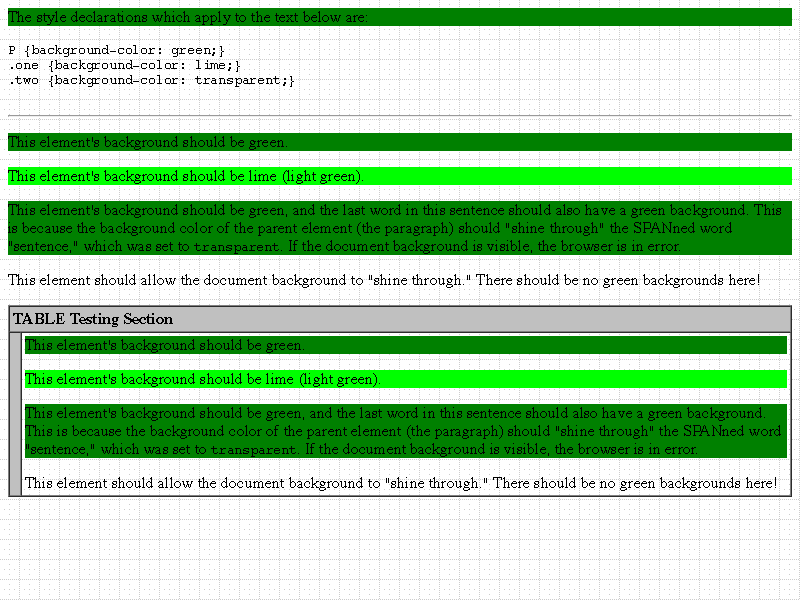 The style declarations which apply to the text below are:
P {background-color: green;}
.one {background-color: lime;}
.two {background-color: transparent;}
This element's background should be green.
This element's background should be lime (light green).
This element's background should be green, and the last word in this sentence should also have a green background. This
is because the background color of the parent element (the paragraph) should "shine through" the SPANned word
"sentence," which was set to transparent. If the document background is visible, the browser is in error.
This element should allow the document background to "shine through." There should be no green backgrounds here!
TABLE Testing Section
This element's background should be green.
This element's background should be lime (light green).
This element's background should be green, and the last word in this sentence should also have a green background.
This is because the background color of the parent element (the paragraph) should "shine through" the SPANned word
"sentence," which was set to transparent. If the document background is visible, the browser is in error.
This element should allow the document background to "shine through." There should be no green backgrounds here!